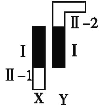 Ⅱ-2
Ⅰ Ⅰ
Ⅱ-1
X Y